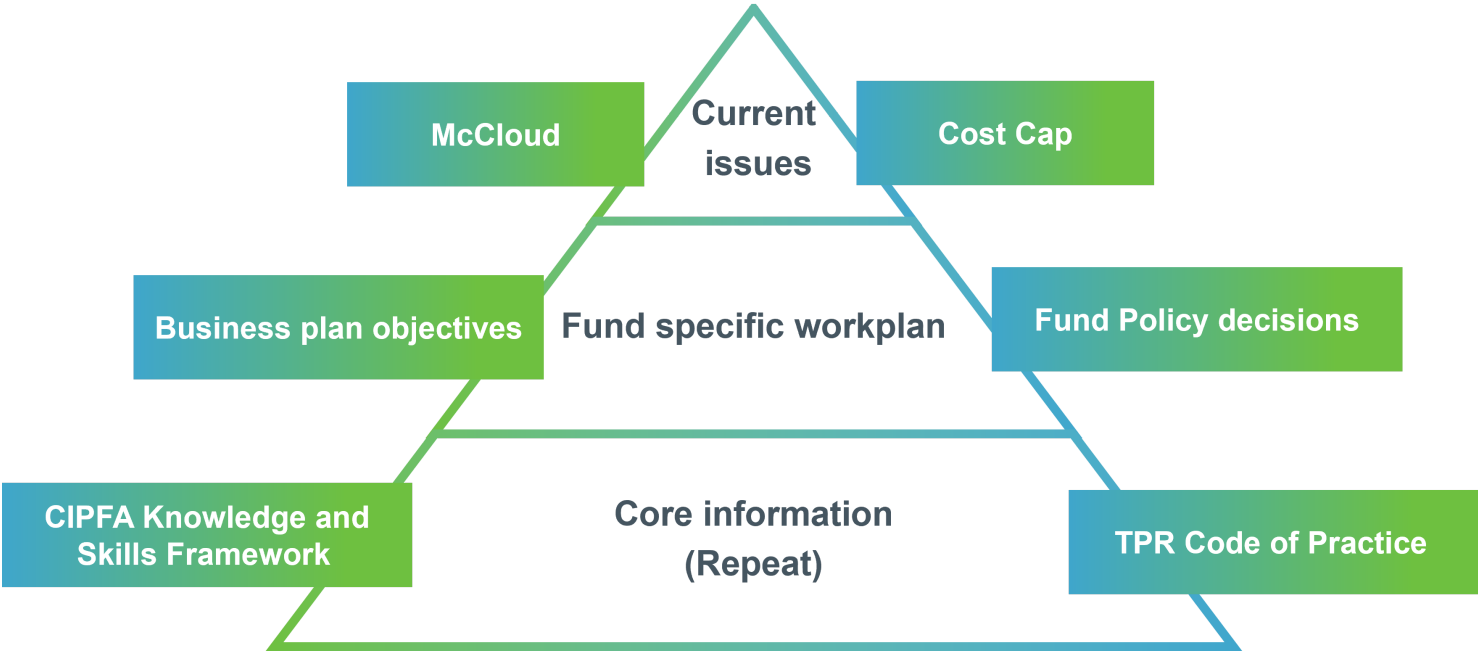 McCloud
Current
issues
Cost Cap
Business plan objectives
Fund specific workplan
Fund Policy decisions
CIPFA Knowledge and
Skills Framework
Core information
(Repeat)
TPR Code of Practice